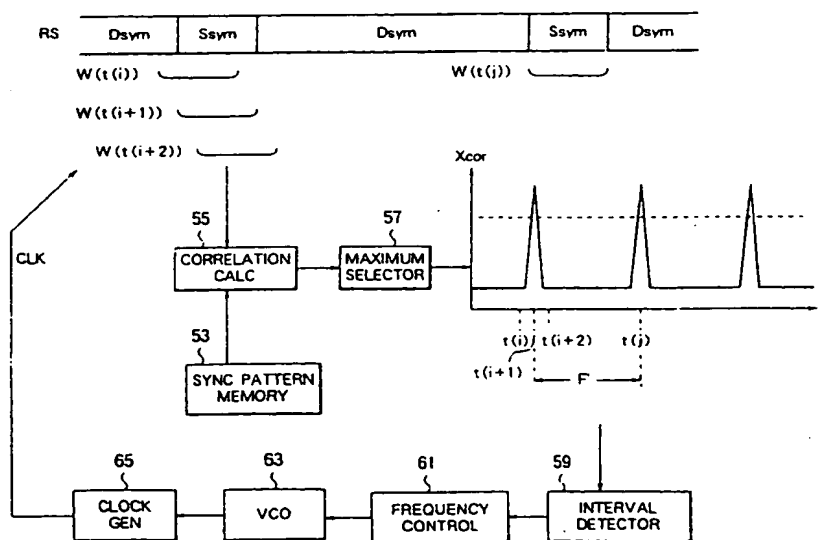 RS Dsym Ssym Dsym Ssym Dsym
W(t(i)) W(t(j))
W(t(i+1))
W(t(i+2))
Xcor
55
CORRELATION
CALC
57
MAXIMUM
SELECTOR
CLK
53
SYNC PATTERN
MEMORY
t(i) t(i+2) t(j)
t(i+1)
F
65
CLOCK
GEN
63
VCO
61
FREQUENCY
CONTROL
59
INTERVAL
DETECTOR